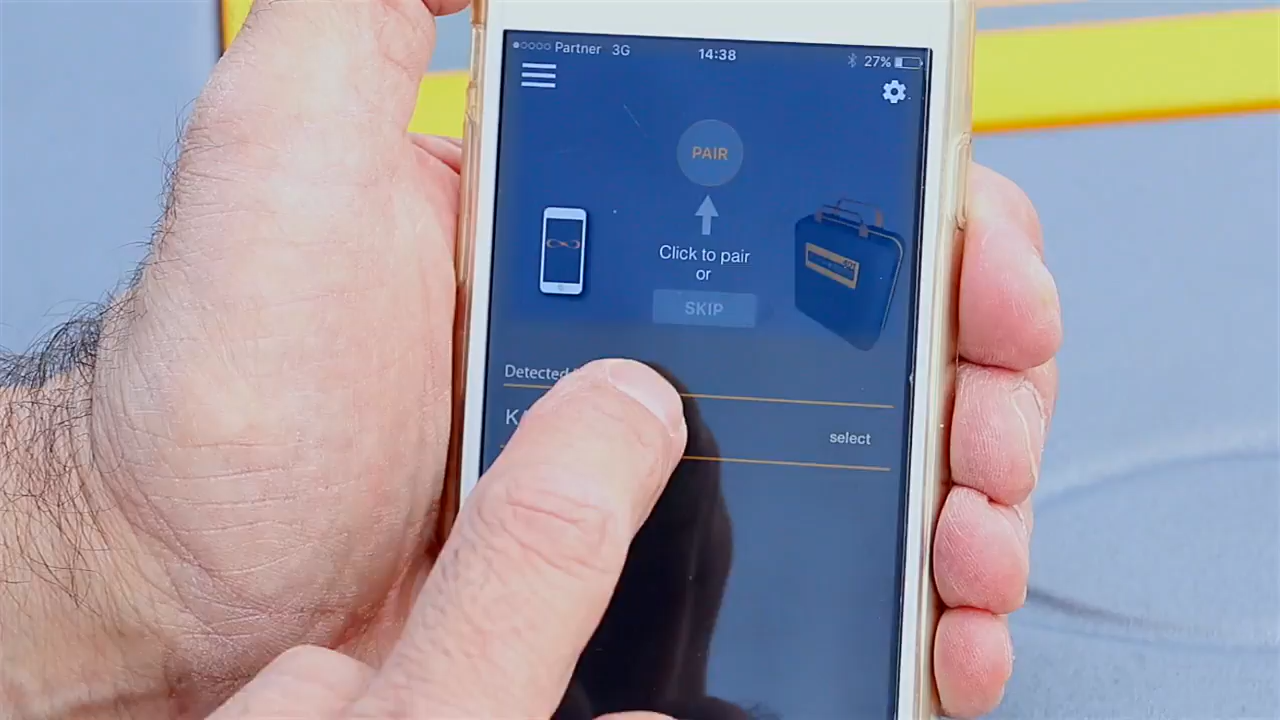 Partner 3G 14:38 27%
PAIR
Click to pair
or
SKIP
Detected
select